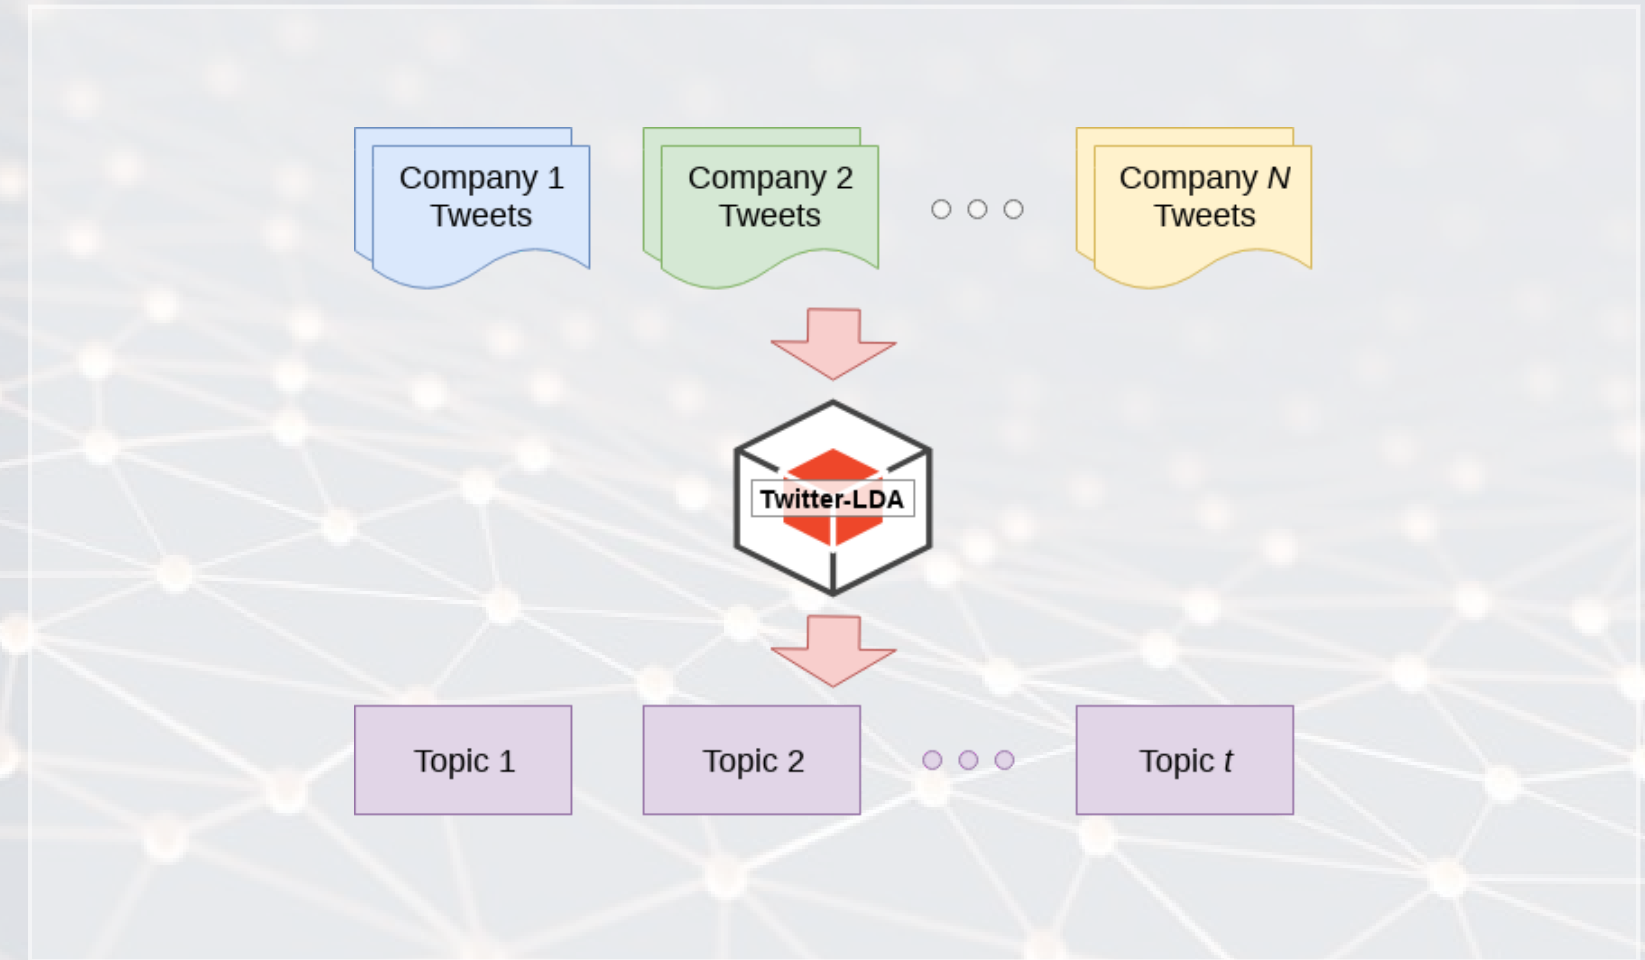 Company 1
Tweets
Company 2
Tweets
Company N
Tweets
Twitter-LDA
Topic 1
Topic 2
Topic t